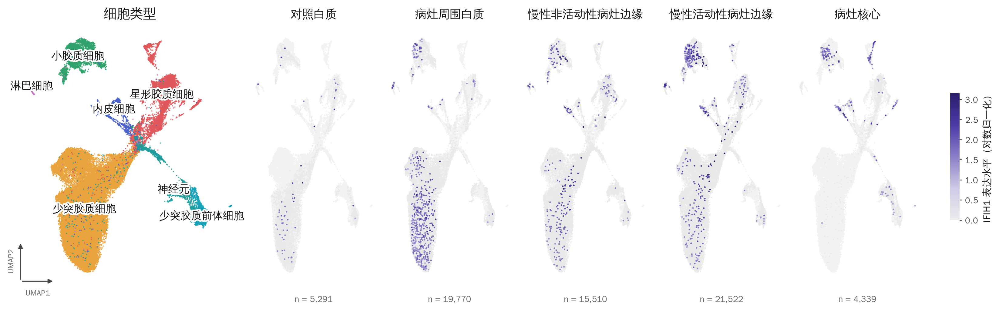 细胞类型
对照白质
病灶周围白质
慢性非活动性病灶边缘
慢性活动性病灶边缘
病灶核心
小胶质细胞
淋巴细胞
星形胶质细胞
内皮细胞
神经元
少突胶质细胞
少突胶质前体细胞
UMAP2
UMAP1
n = 5,291
n = 19,770
n = 15,510
n = 21,522
n = 4,339
3.0
2.5
2.0
1.5
1.0
0.5
0.0
IFIH1 表达水平（对数归一化）